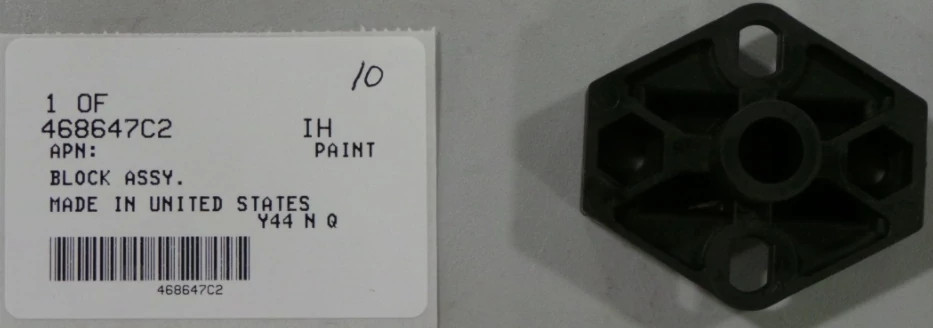 10
1 OF
468647C2 IH
APN: PAINT
BLOCK ASSY.
MADE IN UNITED STATES
Y44 N Q
468647C2